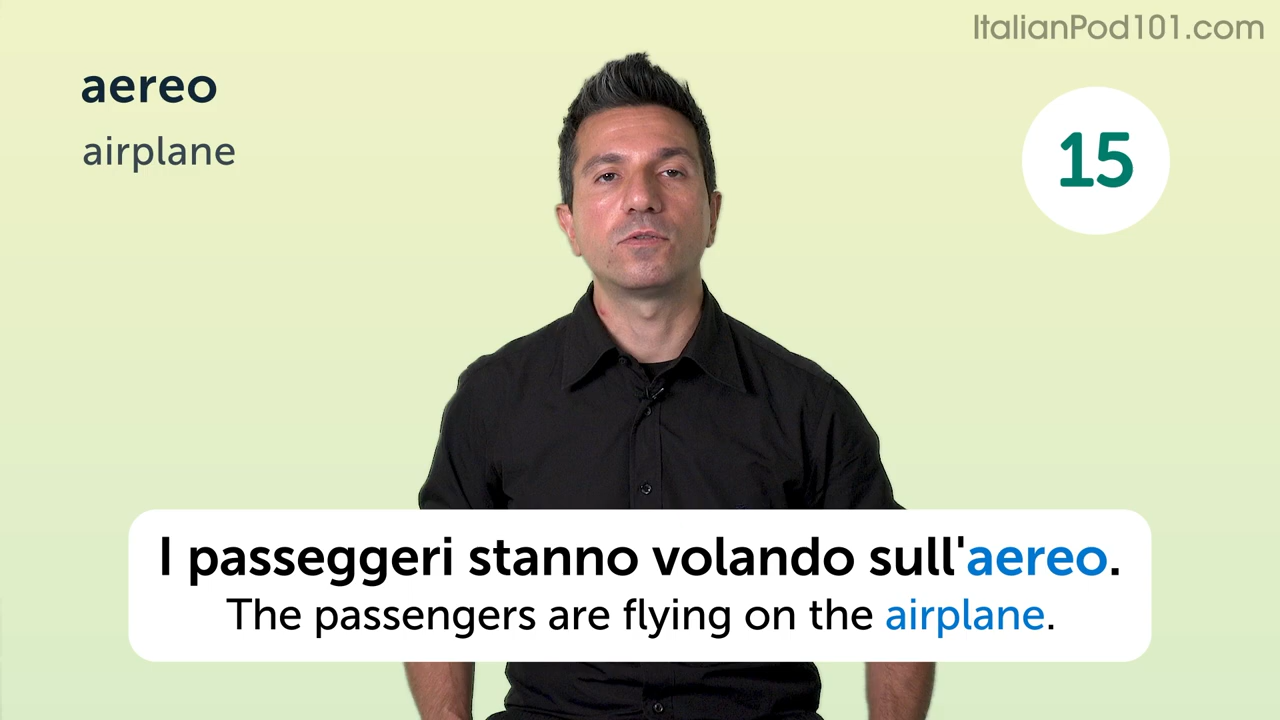 ItalianPod101.com
aereo
airplane
15
I passeggeri stanno volando sull'aereo.
The passengers are flying on the airplane.